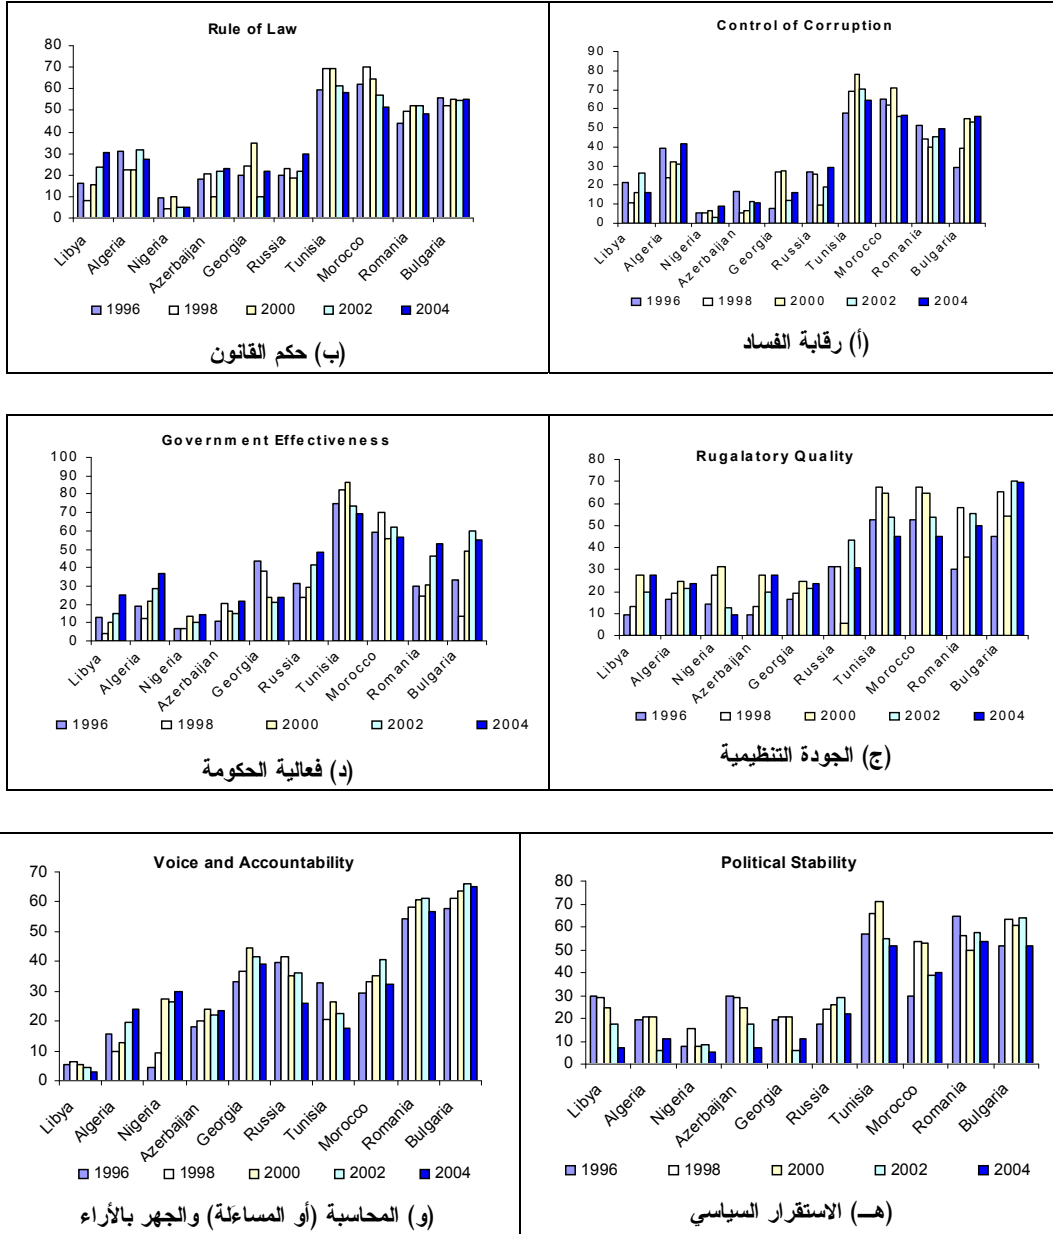 Rule of Law
80
70
60
50
40
30
20
10
0
Libya
Algeria
Nigeria
Azerbaijan
Georgia
Russia
Tunisia
Morocco
Romania
Bulgaria
1996 1998 2000 2002 2004
(ب) حكم القانون
Control of Corruption
90
80
70
60
50
40
30
20
10
0
Libya
Algeria
Nigeria
Azerbaijan
Georgia
Russia
Tunisia
Morocco
Romania
Bulgaria
1996 1998 2000 2002 2004
(أ) رقابة الفساد
Government Effectiveness
100
90
80
70
60
50
40
30
20
10
0
Libya
Algeria
Nigeria
Azerbaijan
Georgia
Russia
Tunisia
Morocco
Romania
Bulgaria
1996 1998 2000 2002 2004
(د) فعالية الحكومة
Rugalatory Quality
80
70
60
50
40
30
20
10
0
Libya
Algeria
Nigeria
Azerbaijan
Georgia
Russia
Tunisia
Morocco
Romania
Bulgaria
1996 1998 2000 2002 2004
(ج) الجودة التنظيمية
Voice and Accountability
70
60
50
40
30
20
10
0
Libya
Algeria
Nigeria
Azerbaijan
Georgia
Russia
Tunisia
Morocco
Romania
Bulgaria
1996 1998 2000 2002 2004
(و) المحاسبة (أو المساءَلة) والجهر بالأراء
Political Stability
80
70
60
50
40
30
20
10
0
Libya
Algeria
Nigeria
Azerbaijan
Georgia
Russia
Tunisia
Morocco
Romania
Bulgaria
1996 1998 2000 2002 2004
(هــ) الاستقرار السياسي